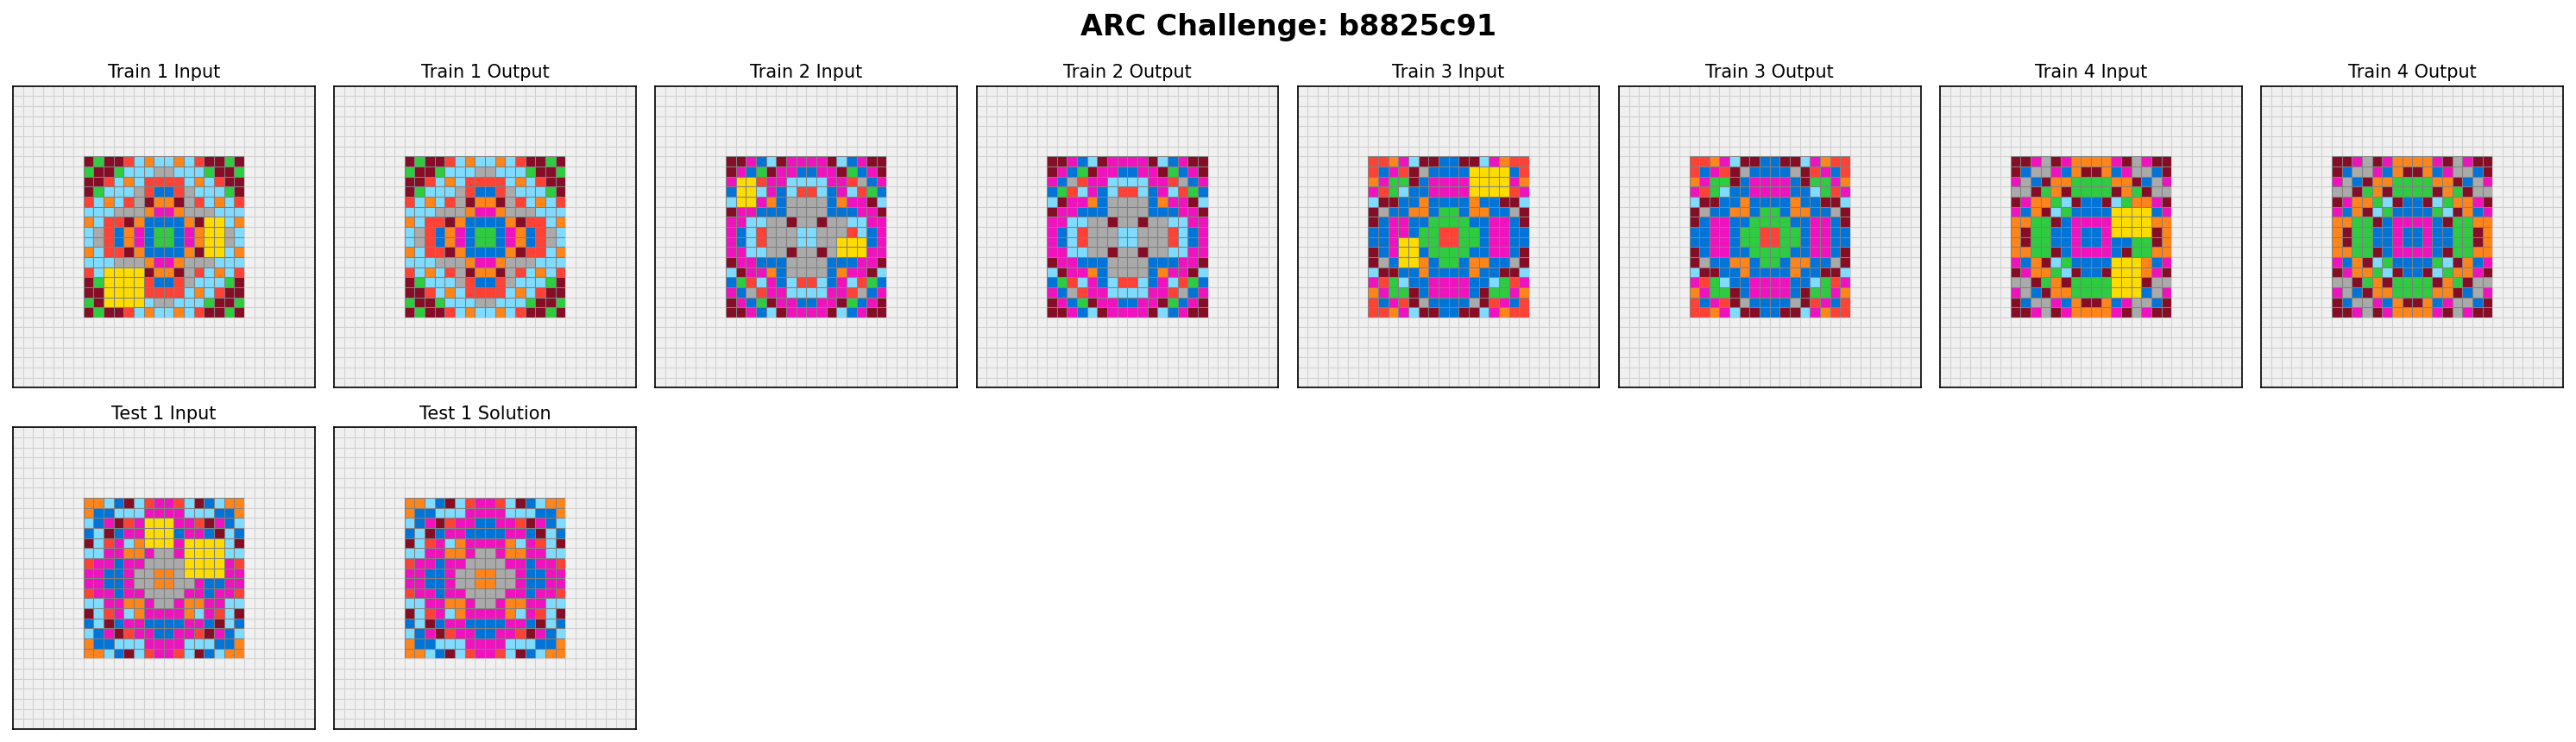 ARC Challenge: b8825c91
Train 1 Input
Train 1 Output
Train 2 Input
Train 2 Output
Train 3 Input
Train 3 Output
Train 4 Input
Train 4 Output
Test 1 Input
Test 1 Solution